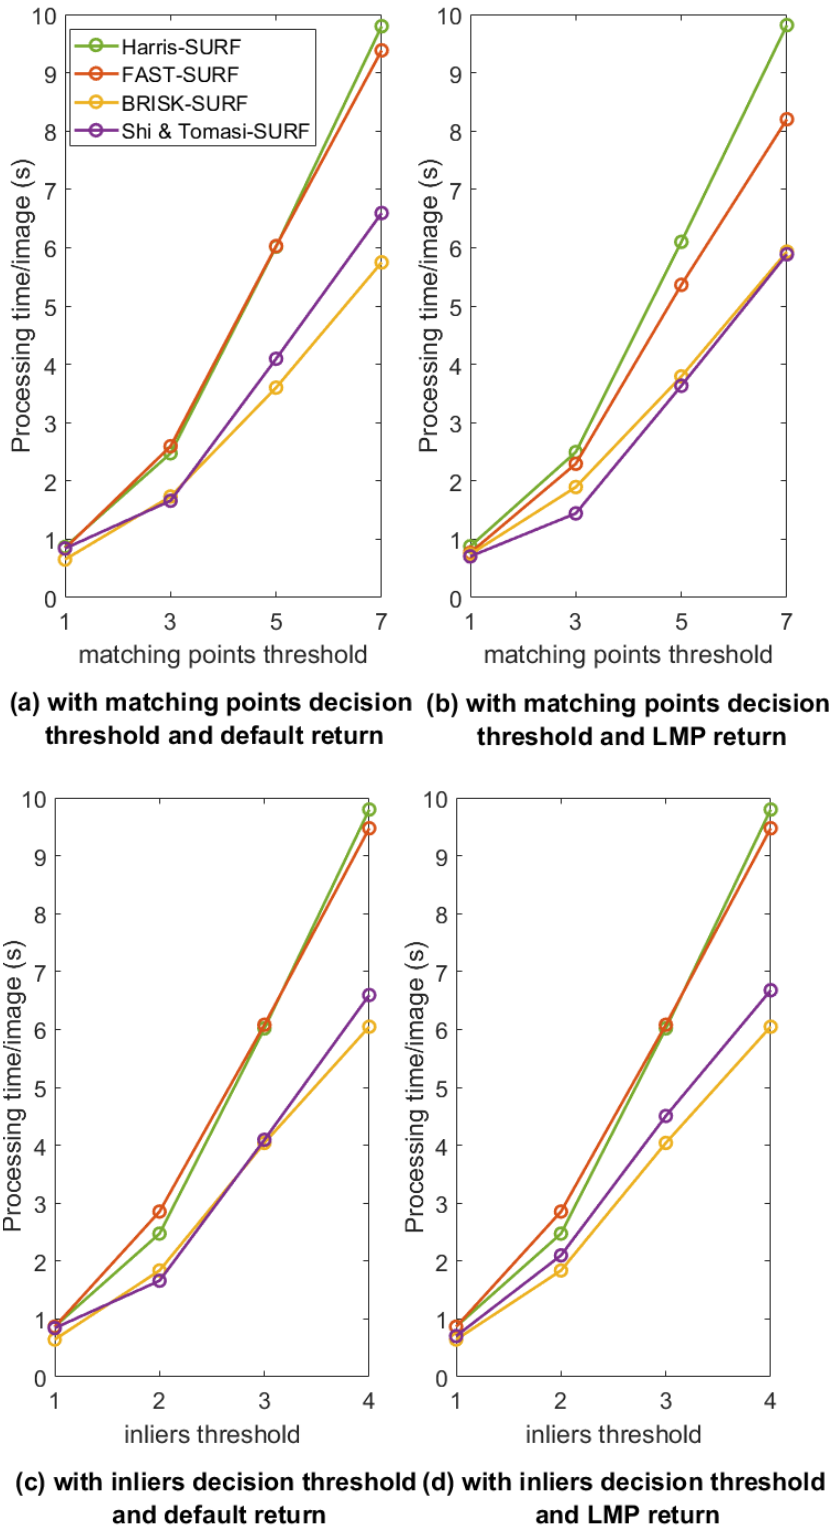 10
9
8
7
6
5
4
3
2
1
0
Processing time/image (s)
Harris-SURF
FAST-SURF
BRISK-SURF
Shi & Tomasi-SURF
1 3 5 7
matching points threshold
(a) with matching points decision
threshold and default return
10
9
8
7
6
5
4
3
2
1
0
Processing time/image (s)
1 3 5 7
matching points threshold
(b) with matching points decision
threshold and LMP return
10
9
8
7
6
5
4
3
2
1
0
Processing time/image (s)
1 2 3 4
inliers threshold
(c) with inliers decision threshold
and default return
10
9
8
7
6
5
4
3
2
1
0
Processing time/image (s)
1 2 3 4
inliers threshold
(d) with inliers decision threshold
and LMP return